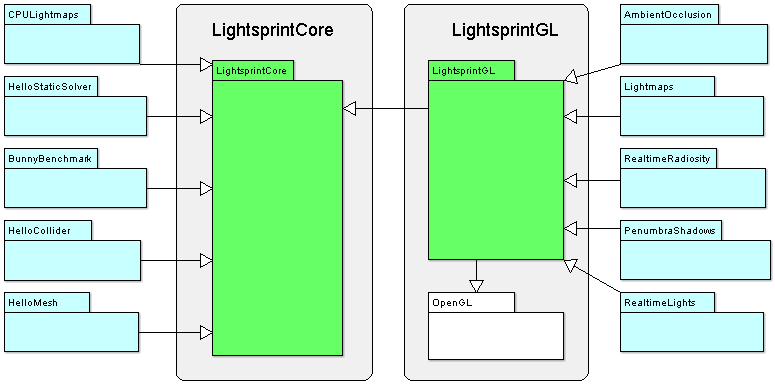 CPULightmaps
HelloStaticSolver
BunnyBenchmark
HelloCollider
HelloMesh
LightsprintCore
LightsprintCore
LightsprintGL
LightsprintGL
OpenGL
AmbientOcclusion
Lightmaps
RealtimeRadiosity
PenumbraShadows
RealtimeLights